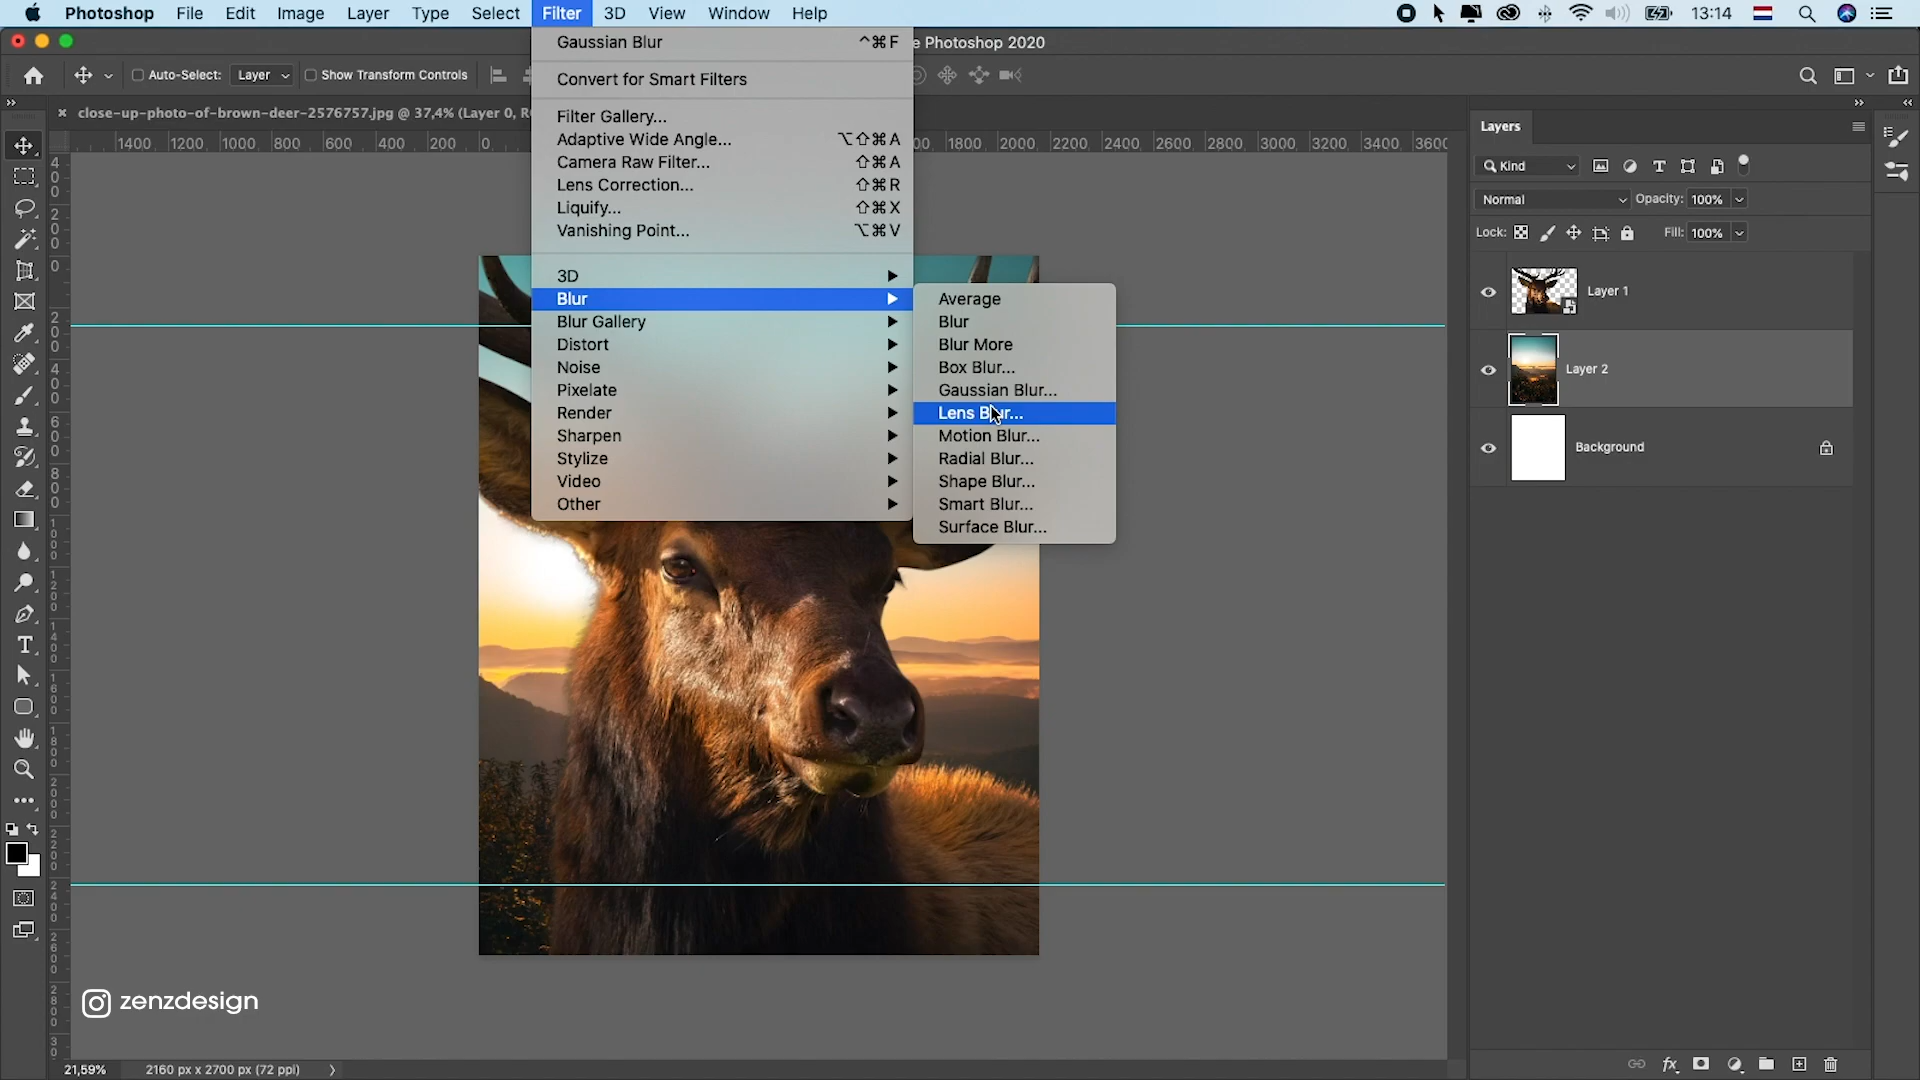 Photoshop File Edit Image Layer Type Select Filter 3D View Window Help 13:14
e Photoshop 2020
Auto-Select: Layer Show Transform Controls
close-up-photo-of-brown-deer-2576757.jpg @ 37,4% (Layer 0, R
1400 1200 1000 800 600 400 200 0 00 1800 2000 2200 2400 2600 2800 3000 3200 3400 3600
Gaussian Blur ^⌘F
Convert for Smart Filters
Filter Gallery...
Adaptive Wide Angle... ⌥⇧⌘A
Camera Raw Filter... ⇧⌘A
Lens Correction... ⇧⌘R
Liquify... ⇧⌘X
Vanishing Point... ⌥⌘V
3D
Blur
Blur Gallery
Distort
Noise
Pixelate
Render
Sharpen
Stylize
Video
Other
Average
Blur
Blur More
Box Blur...
Gaussian Blur...
Lens Blur...
Motion Blur...
Radial Blur...
Shape Blur...
Smart Blur...
Surface Blur...
Layers
Kind
Normal Opacity: 100%
Lock: Fill: 100%
Layer 1
Layer 2
Background
zenzdesign
21,59% 2160 px x 2700 px (72 ppi)